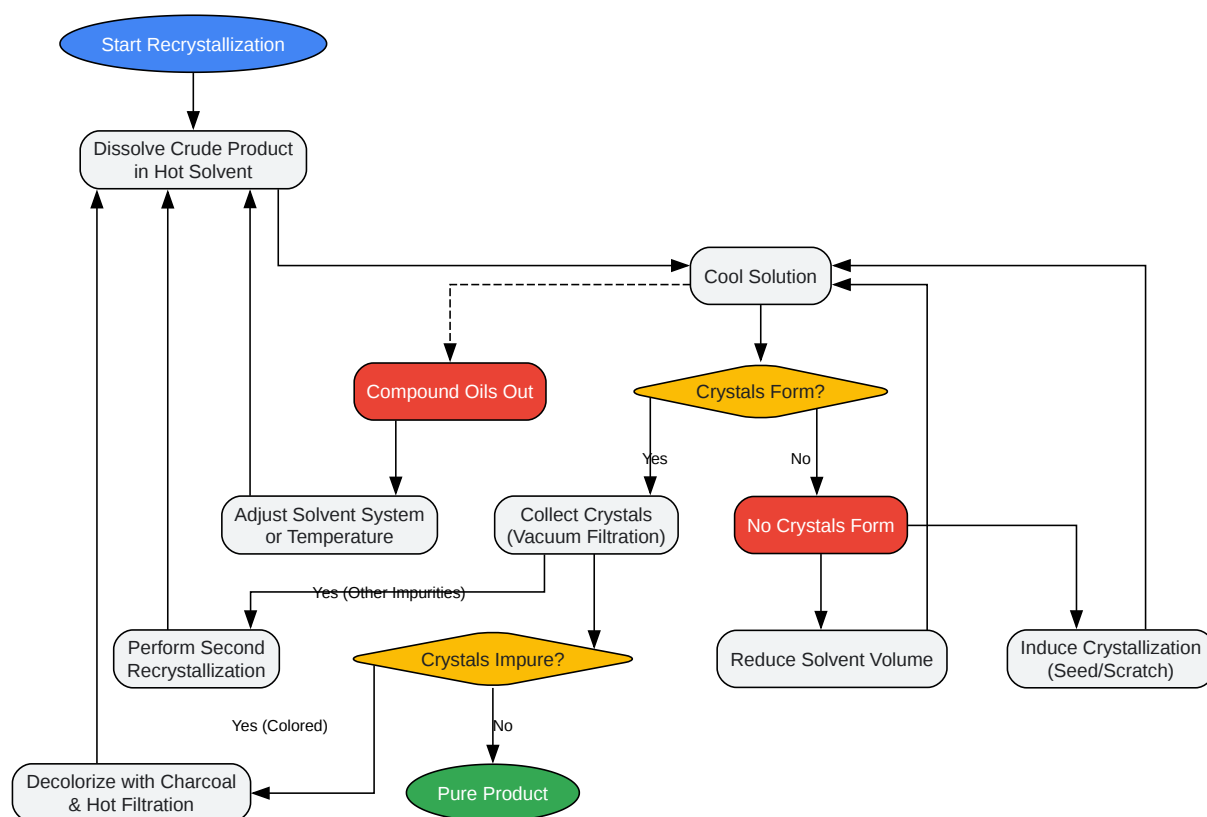 Start Recrystallization
Dissolve Crude Product
in Hot Solvent
Cool Solution
Compound Oils Out
Crystals Form?
Yes
No
Adjust Solvent System
or Temperature
Collect Crystals
(Vacuum Filtration)
No Crystals Form
Yes (Other Impurities)
Perform Second
Recrystallization
Crystals Impure?
Reduce Solvent Volume
Induce Crystallization
(Seed/Scratch)
Yes (Colored)
No
Decolorize with Charcoal
& Hot Filtration
Pure Product